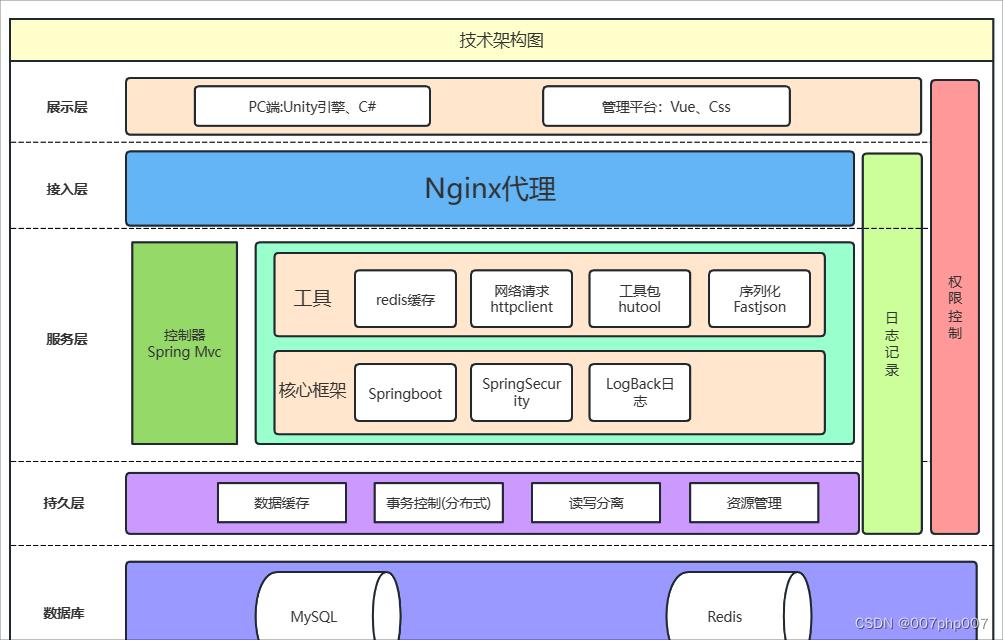 技术架构图
展示层
PC端:Unity引擎、C#
管理平台：Vue、Css
接入层
Nginx代理
服务层
控制器
Spring Mvc
工具
redis缓存
网络请求
httpclient
工具包
hutool
序列化
Fastjson
核心框架
Springboot
SpringSecur
ity
LogBack日
志
日
志
记
录
权
限
控
制
持久层
数据缓存
事务控制(分布式)
读写分离
资源管理
数据库
MySQL
Redis
CSDN @007php007